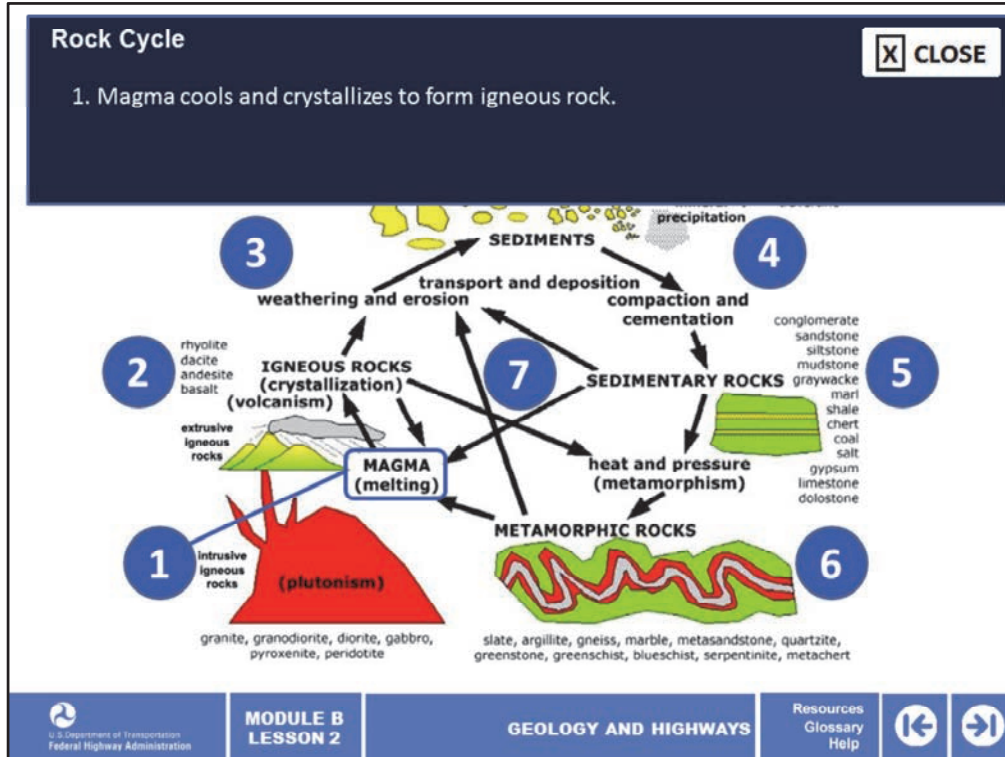 Rock Cycle
X CLOSE
1. Magma cools and crystallizes to form igneous rock.
precipitation
3
SEDIMENTS
4
transport and deposition
weathering and erosion
compaction and
cementation
2
rhyolite
dacite
andesite
basalt
IGNEOUS ROCKS
(crystallization)
(volcanism)
7
SEDIMENTARY ROCKS
conglomerate
sandstone
siltstone
mudstone
graywacke
marl
shale
chert
coal
salt
gypsum
limestone
dolostone
5
extrusive
igneous
rocks
MAGMA
(melting)
heat and pressure
(metamorphism)
METAMORPHIC ROCKS
1
intrusive
igneous
rocks
(plutonism)
6
granite, granodiorite, diorite, gabbro,
pyroxenite, peridotite
slate, argillite, gneiss, marble, metasandstone, quartzite,
greenstone, greenschist, blueschist, serpentinite, metachert
U.S. Department of Transportation
Federal Highway Administration
MODULE B
LESSON 2
GEOLOGY AND HIGHWAYS
Resources
Glossary
Help